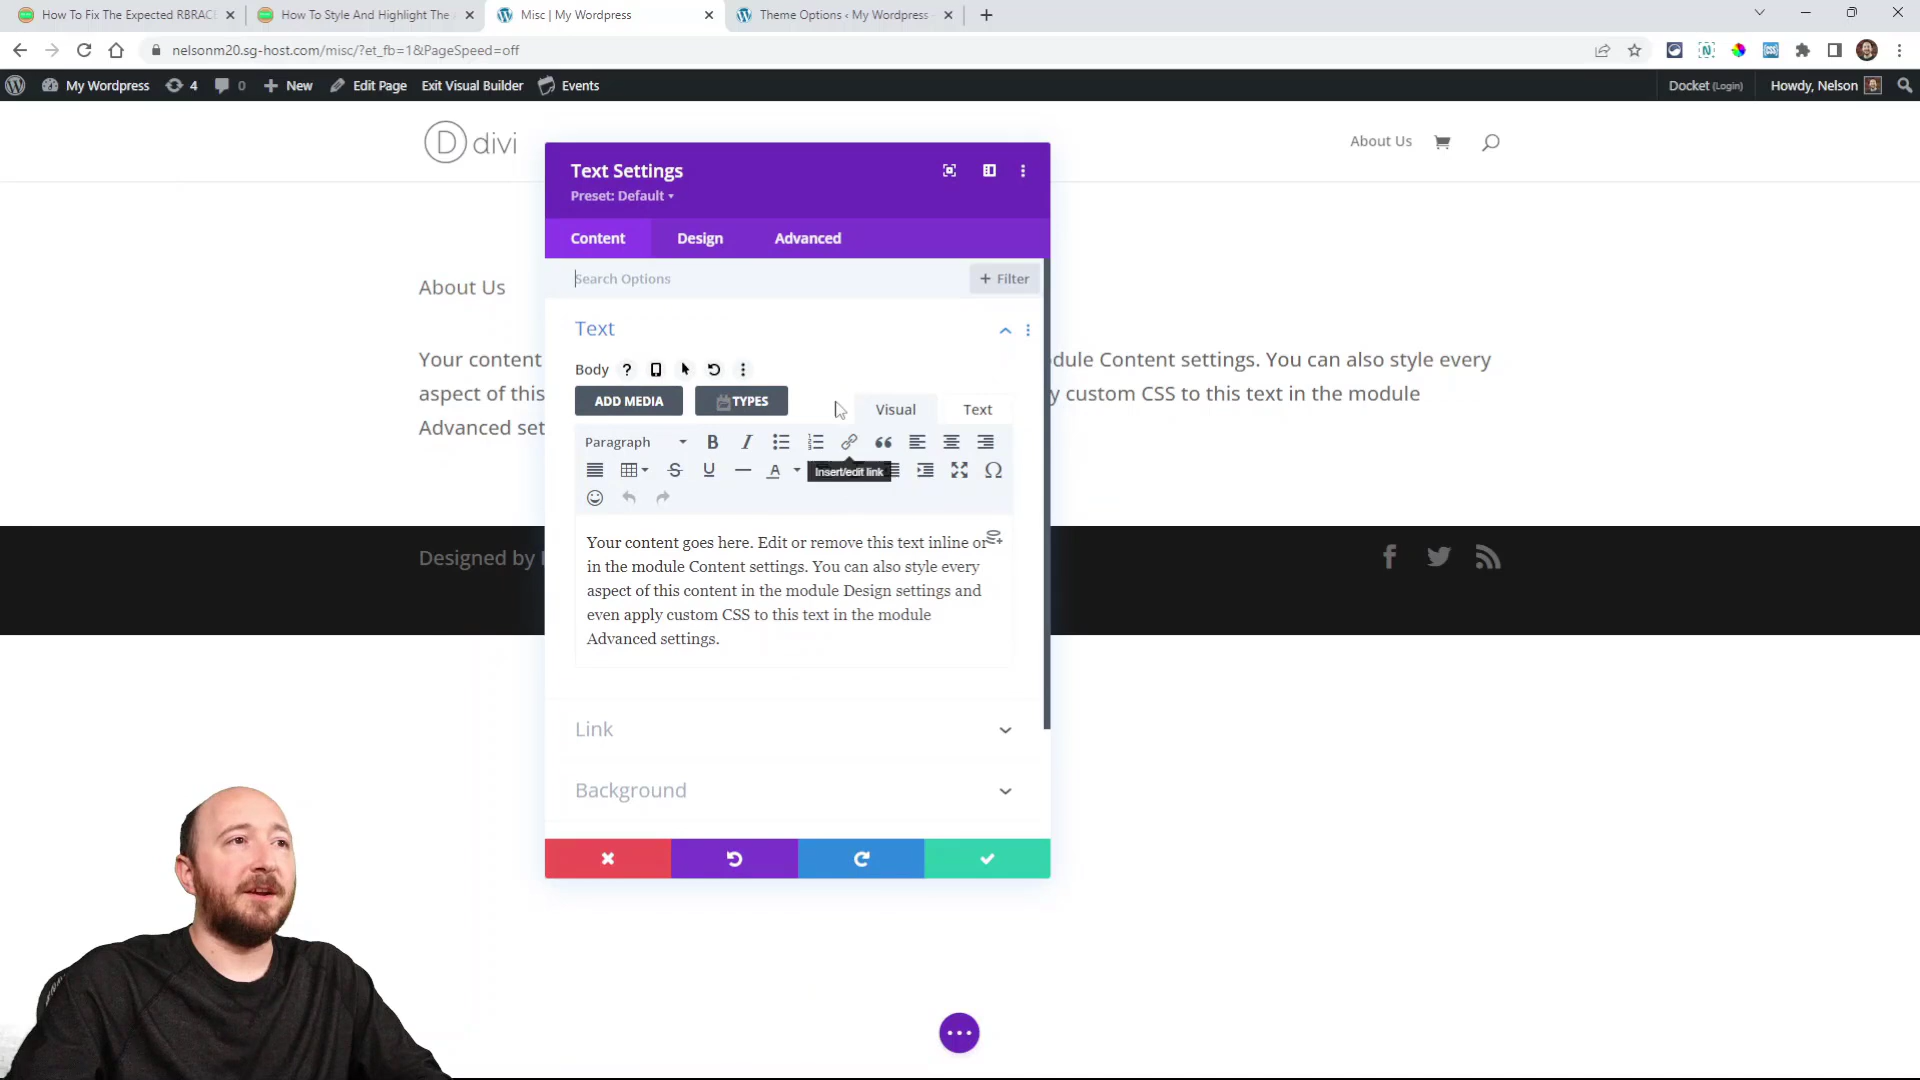 How To Fix The Expected RBRACE
How To Style And Highlight The
Misc | My Wordpress
Theme Options ‹ My Wordpress
nelsonm20.sg-host.com/misc/?et_fb=1&PageSpeed=off
My Wordpress
4
0
New
Edit Page
Exit Visual Builder
Events
Docket (Login)
Howdy, Nelson
D divi
About Us
Text Settings
Preset: Default
Content
Design
Advanced
Search Options
+ Filter
About Us
Text
Your content
dule Content settings. You can also style every
aspect of this
y custom CSS to this text in the module
Advanced set
Body
?
ADD MEDIA
TYPES
Visual
Text
Paragraph
B
I
U
A
Insert/edit link
Ω
Your content goes here. Edit or remove this text inline or
in the module Content settings. You can also style every
aspect of this content in the module Design settings and
even apply custom CSS to this text in the module
Advanced settings.
Designed by
Link
Background